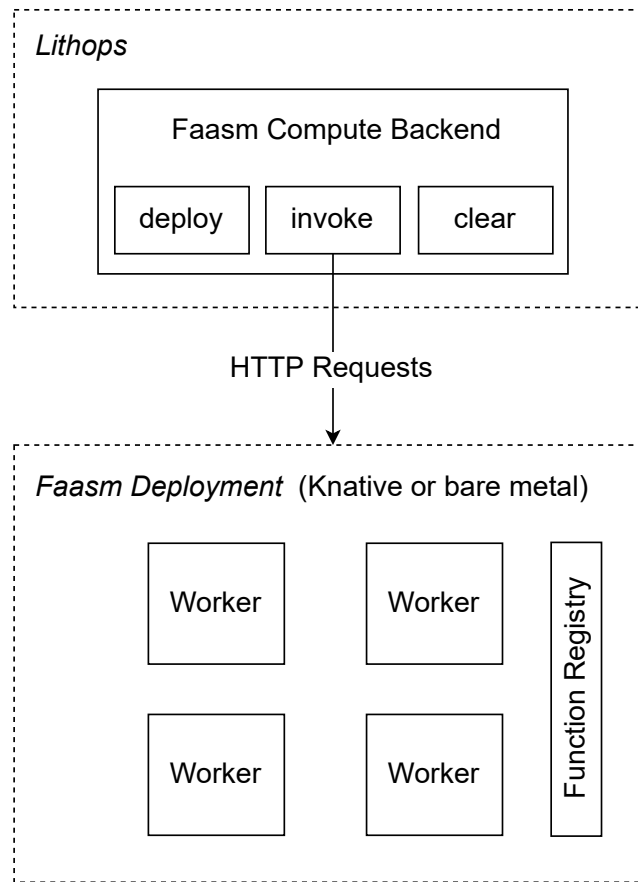 Lithops
Faasm Compute Backend
deploy
invoke
clear
HTTP Requests
Faasm Deployment (Knative or bare metal)
Worker
Worker
Function Registry
Worker
Worker